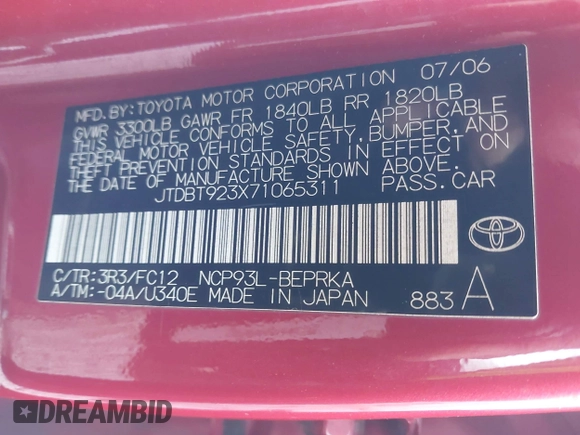 MFD. BY: TOYOTA MOTOR CORPORATION 07/06
GVWR 3300LB GAWR FR 1840LB RR 1820LB
THIS VEHICLE CONFORMS TO ALL APPLICABLE
FEDERAL MOTOR VEHICLE SAFETY, BUMPER, AND
THEFT PREVENTION STANDARDS IN EFFECT ON
THE DATE OF MANUFACTURE SHOWN ABOVE.
JTDBT923X71065311 PASS. CAR
C/TR: 3R3/FC12 NCP93L-BEPRKA
A/TM: -04A/U340E MADE IN JAPAN
883 A
DREAMBID